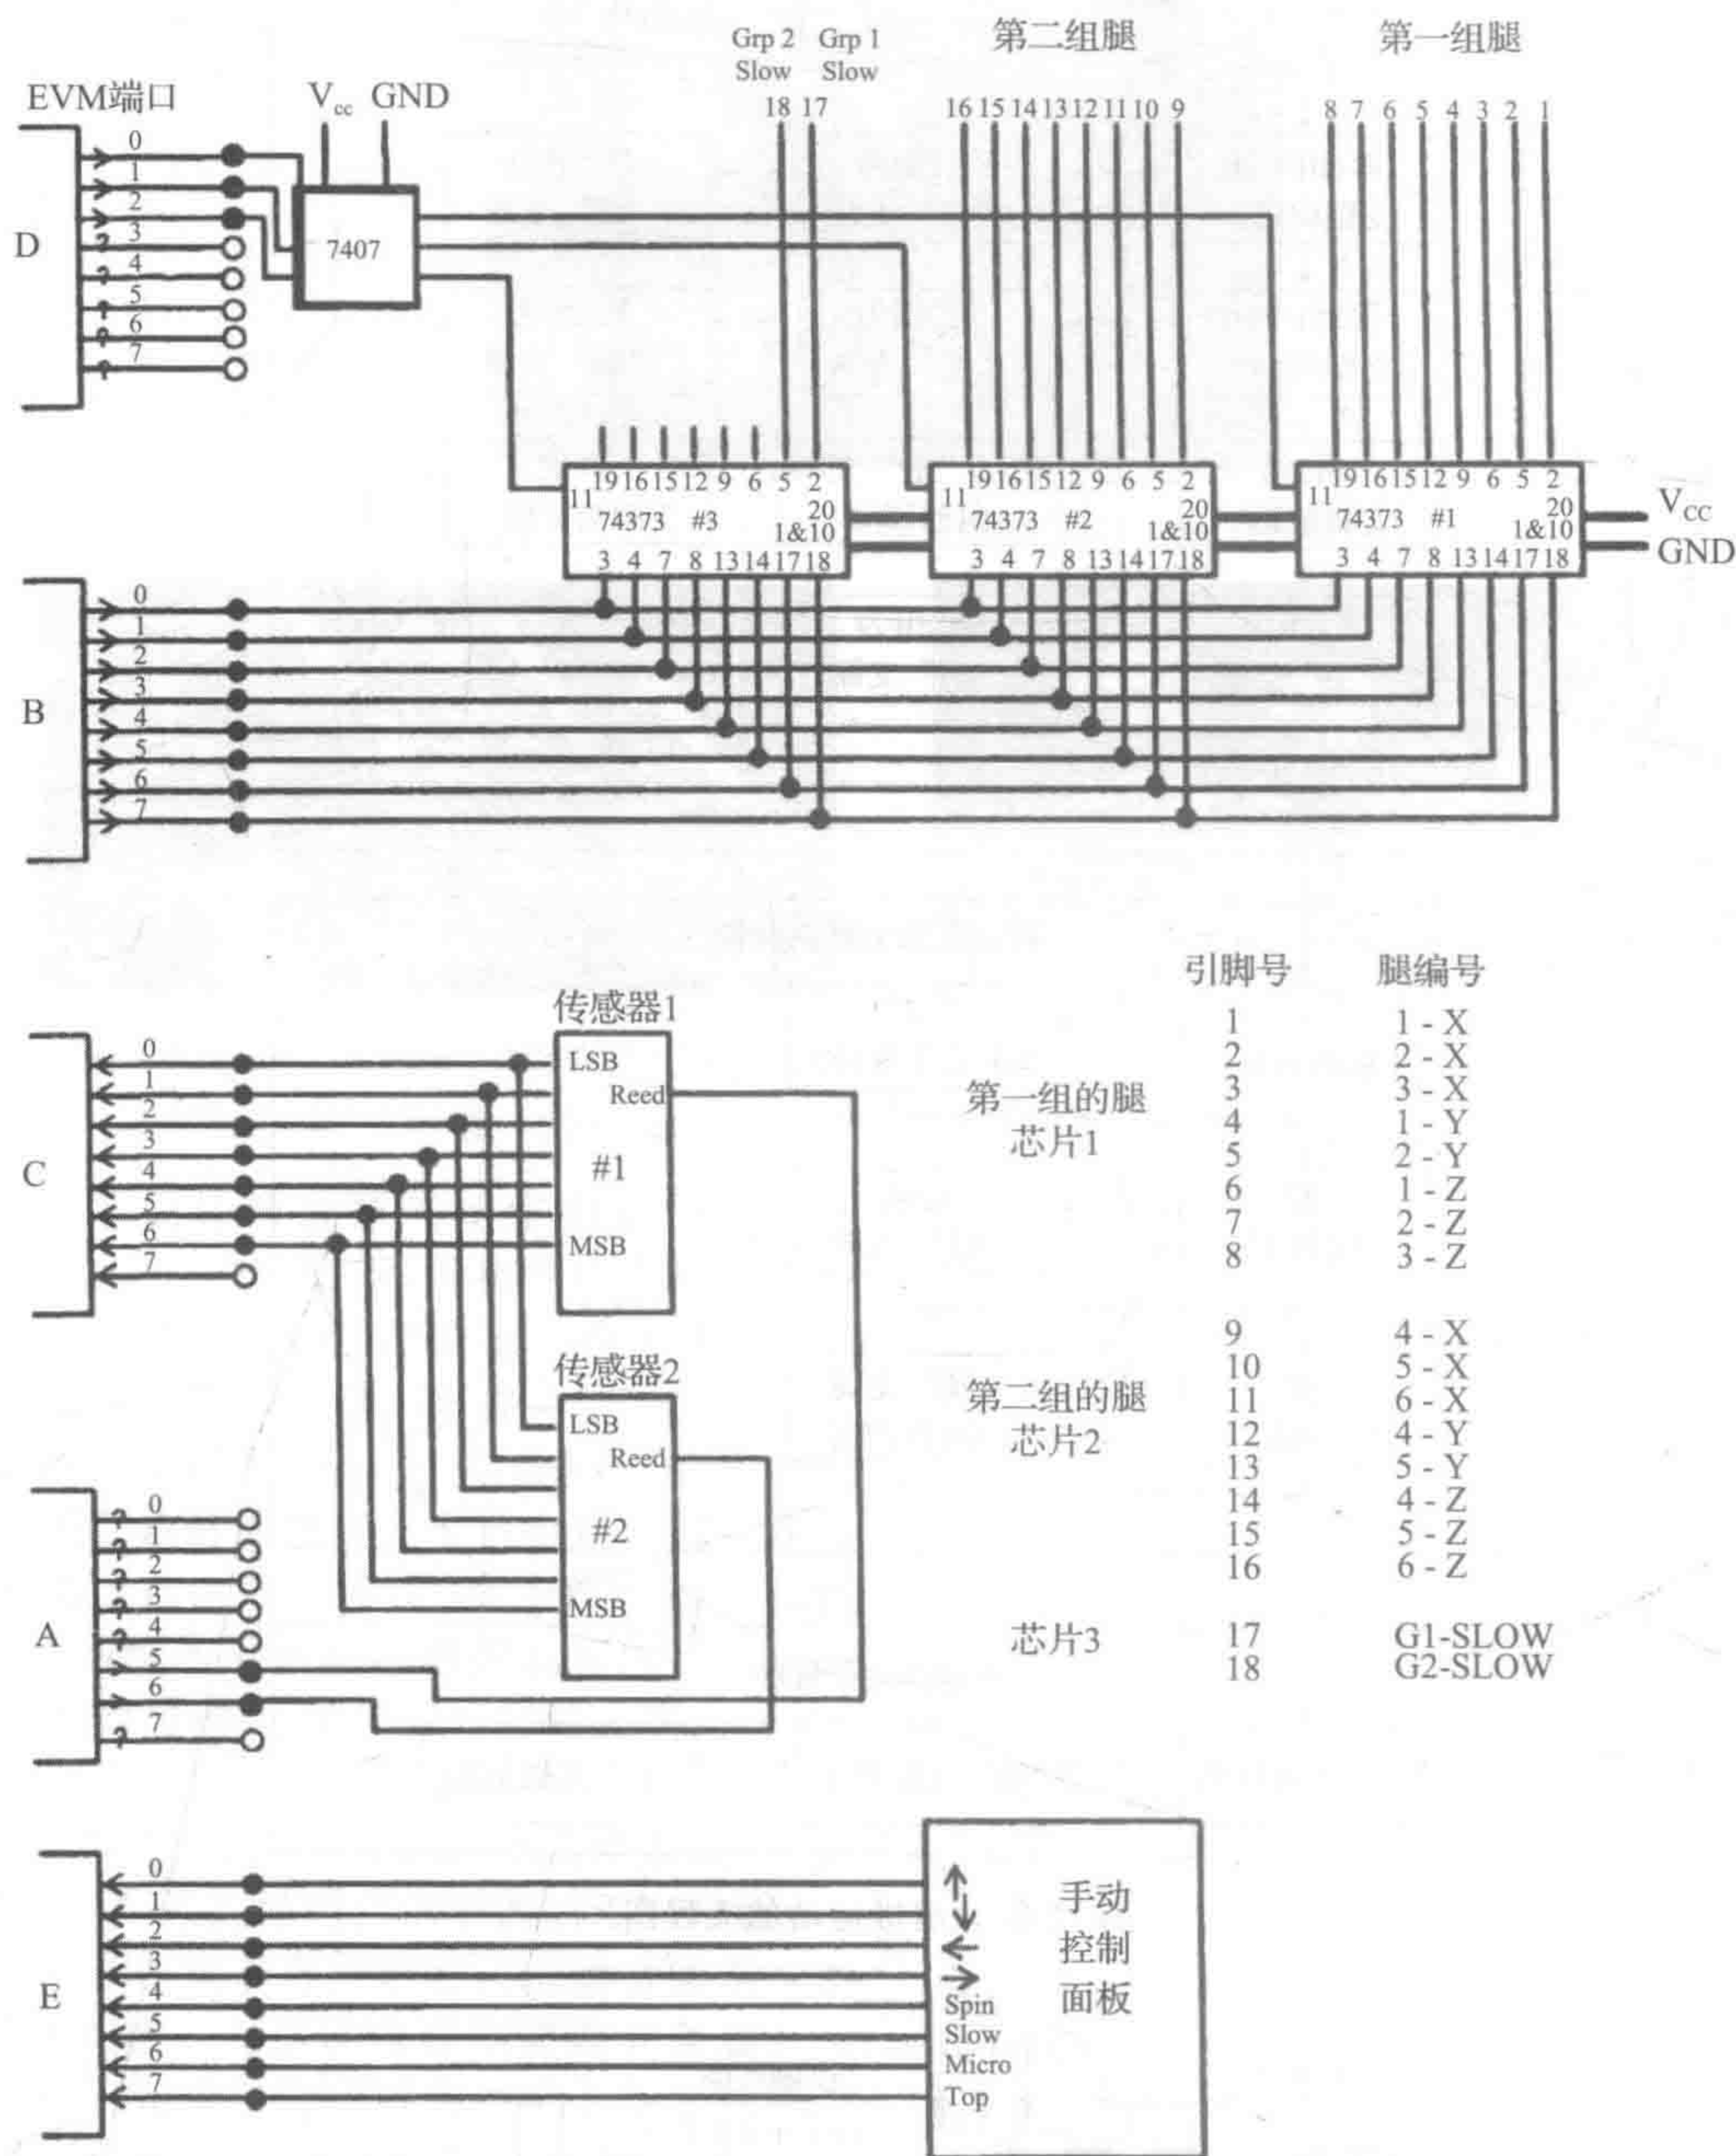 Grp 2 Grp 1
Slow Slow
第二组腿
第一组腿
EVM端口
Vcc GND
18 17
16 15 14 13 12 11 10 9
8 7 6 5 4 3 2 1
D
0
1
2
3
4
5
6
7
7407
19 16 15 12 9 6 5 2
11
20
74373 #3
1&10
3 4 7 8 13 14 17 18
19 16 15 12 9 6 5 2
11
20
74373 #2
1&10
3 4 7 8 13 14 17 18
19 16 15 12 9 6 5 2
11
20
74373 #1
1&10
3 4 7 8 13 14 17 18
VCC
GND
B
0
1
2
3
4
5
6
7
C
0
1
2
3
4
5
6
7
传感器1
LSB
Reed
#1
MSB
传感器2
LSB
Reed
#2
MSB
A
0
1
2
3
4
5
6
7
引脚号 腿编号
第一组的腿
芯片1
1 1 - X
2 2 - X
3 3 - X
4 1 - Y
5 2 - Y
6 1 - Z
7 2 - Z
8 3 - Z
第二组的腿
芯片2
9 4 - X
10 5 - X
11 6 - X
12 4 - Y
13 5 - Y
14 4 - Z
15 5 - Z
16 6 - Z
芯片3
17 G1-SLOW
18 G2-SLOW
E
0
1
2
3
4
5
6
7
↑
↓
←
→
Spin
Slow
Micro
Top
手动
控制
面板